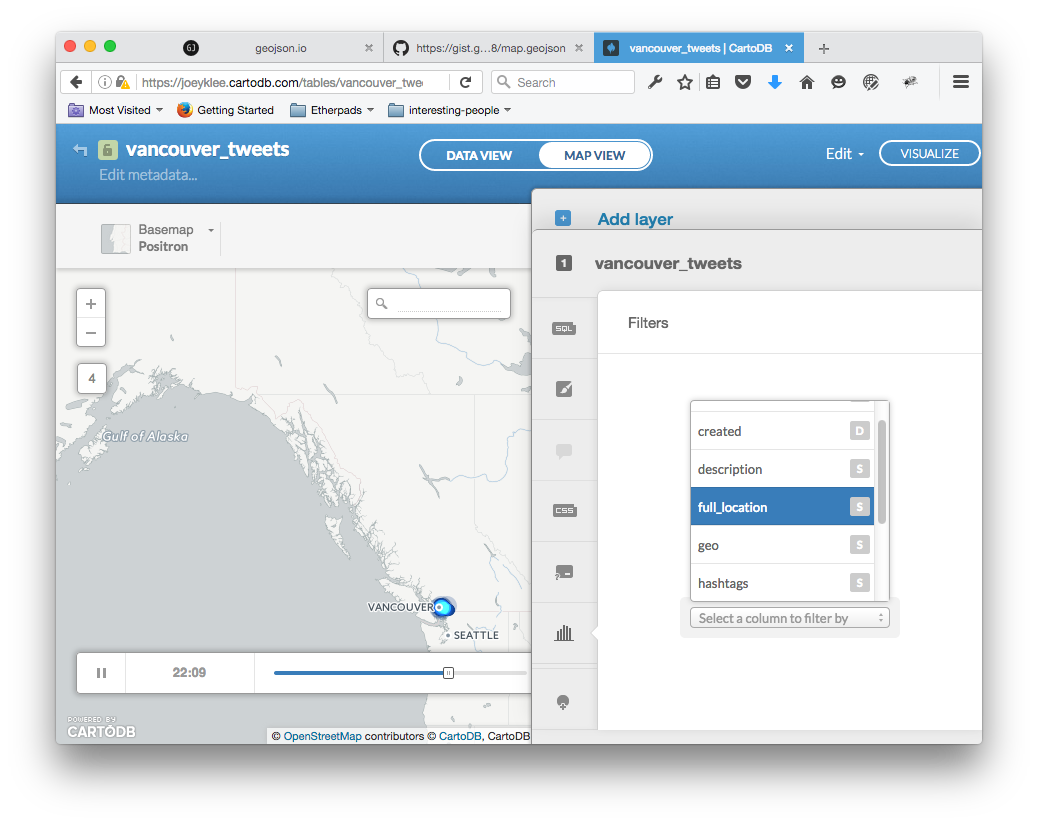 GJ
geojson.io
https://gist.g...8/map.geojson
vancouver_tweets | CartoDB
https://joeyklee.cartodb.com/tables/vancouver_twe
Search
Most Visited
Getting Started
Etherpads
interesting-people
vancouver_tweets
Edit metadata...
DATA VIEW
MAP VIEW
Edit
VISUALIZE
Add layer
Basemap
Positron
1
vancouver_tweets
SQL
Filters
4
Gulf of Alaska
created
D
description
S
full_location
S
geo
S
hashtags
S
CSS
Select a column to filter by
VANCOUVER
SEATTLE
22:09
POWERED BY
CARTODB
© OpenStreetMap contributors © CartoDB, CartoDB